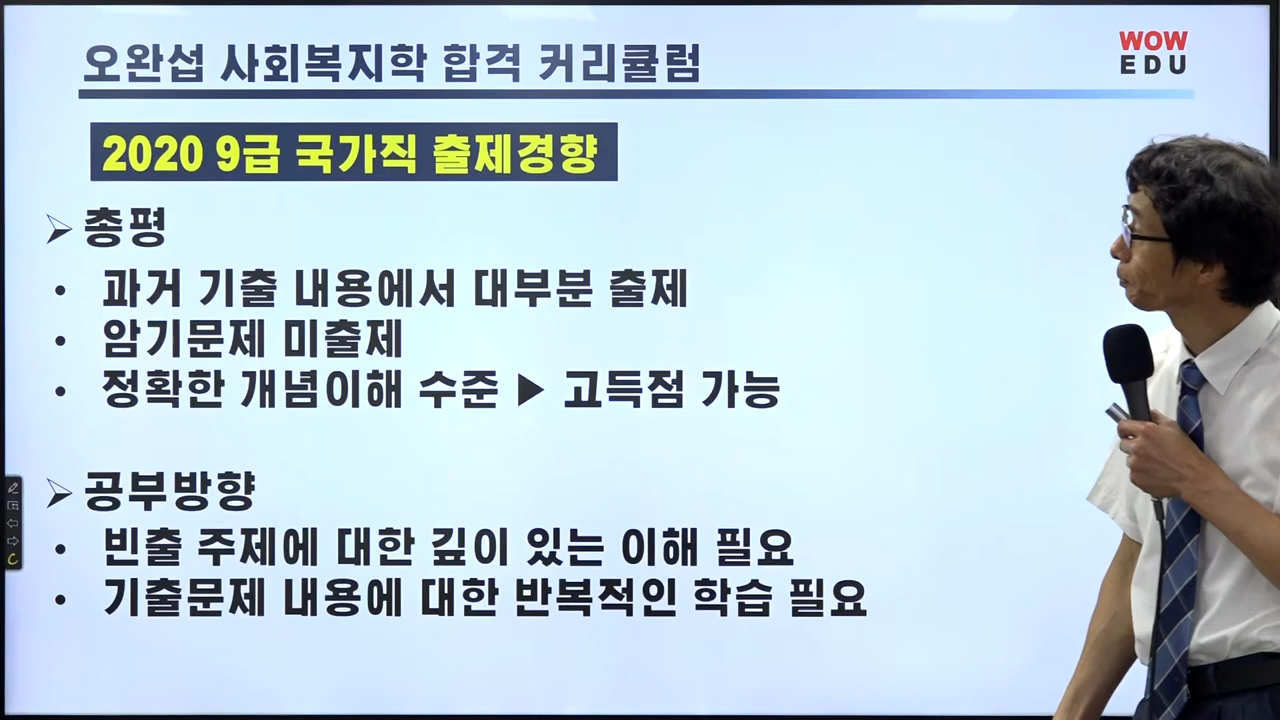 오완섭 사회복지학 합격 커리큘럼
WOW
EDU
2020 9급 국가직 출제경향
➢ 총평
• 과거 기출 내용에서 대부분 출제
• 암기문제 미출제
• 정확한 개념이해 수준 ▶ 고득점 가능
➢ 공부방향
• 빈출 주제에 대한 깊이 있는 이해 필요
• 기출문제 내용에 대한 반복적인 학습 필요